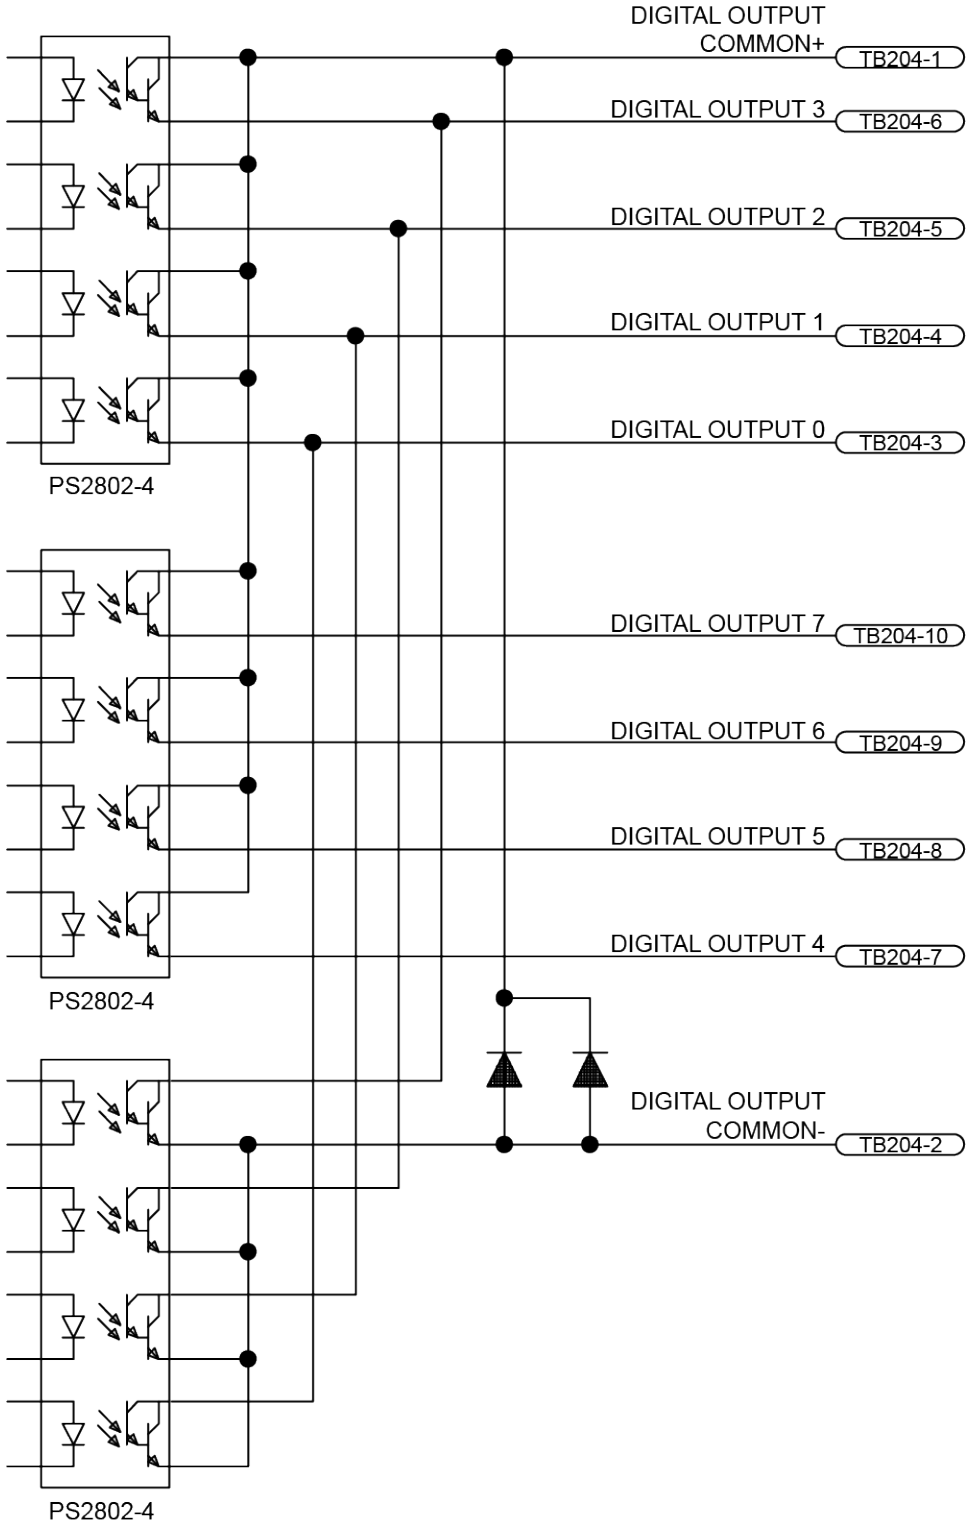 DIGITAL OUTPUT
COMMON+
TB204-1
DIGITAL OUTPUT 3
TB204-6
DIGITAL OUTPUT 2
TB204-5
DIGITAL OUTPUT 1
TB204-4
DIGITAL OUTPUT 0
TB204-3
PS2802-4
DIGITAL OUTPUT 7
TB204-10
DIGITAL OUTPUT 6
TB204-9
DIGITAL OUTPUT 5
TB204-8
DIGITAL OUTPUT 4
TB204-7
PS2802-4
DIGITAL OUTPUT
COMMON-
TB204-2
PS2802-4